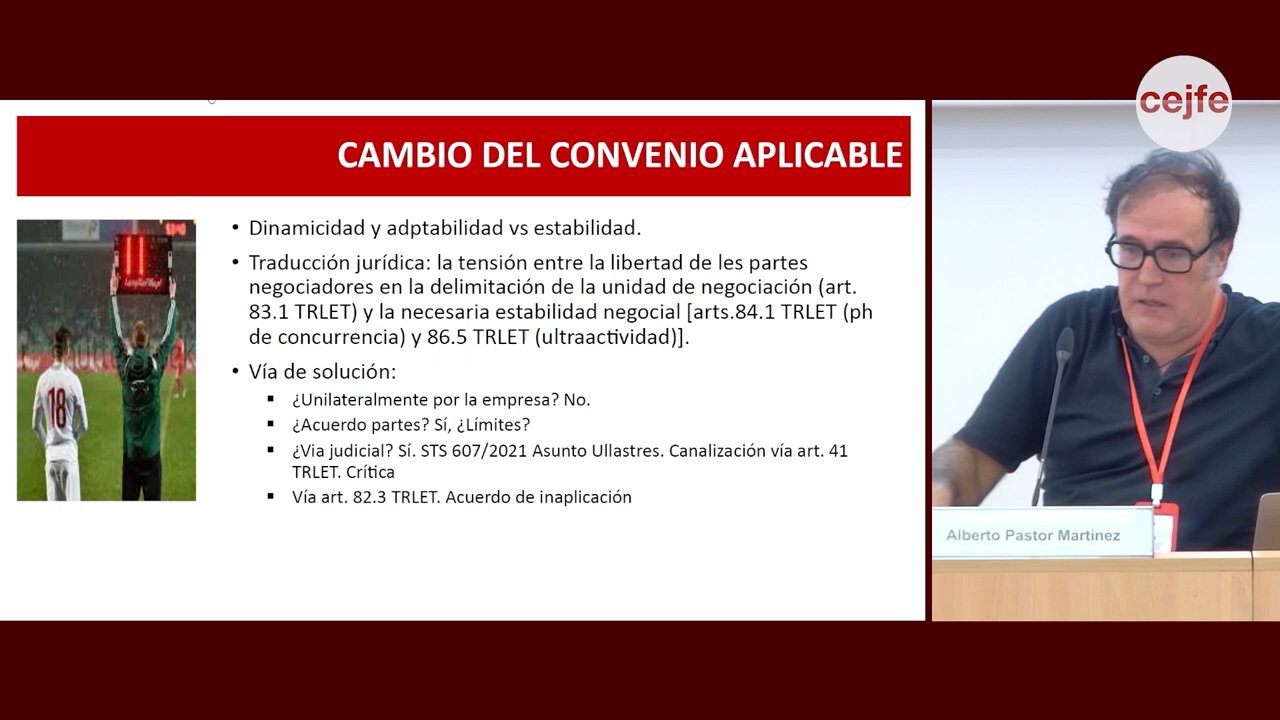 cejfe
CAMBIO DEL CONVENIO APLICABLE
• Dinamicidad y adptabilidad vs estabilidad.
• Traducción jurídica: la tensión entre la libertad de les partes
negociadores en la delimitación de la unidad de negociación (art.
83.1 TRLET) y la necesaria estabilidad negocial [arts.84.1 TRLET (ph
de concurrencia) y 86.5 TRLET (ultraactividad)].
• Vía de solución:
▪ ¿Unilateralmente por la empresa? No.
▪ ¿Acuerdo partes? Sí, ¿Límites?
▪ ¿Via judicial? Sí. STS 607/2021 Asunto Ullastres. Canalización vía art. 41
TRLET. Crítica
▪ Vía art. 82.3 TRLET. Acuerdo de inaplicación
18
11
Alberto Pastor Martinez